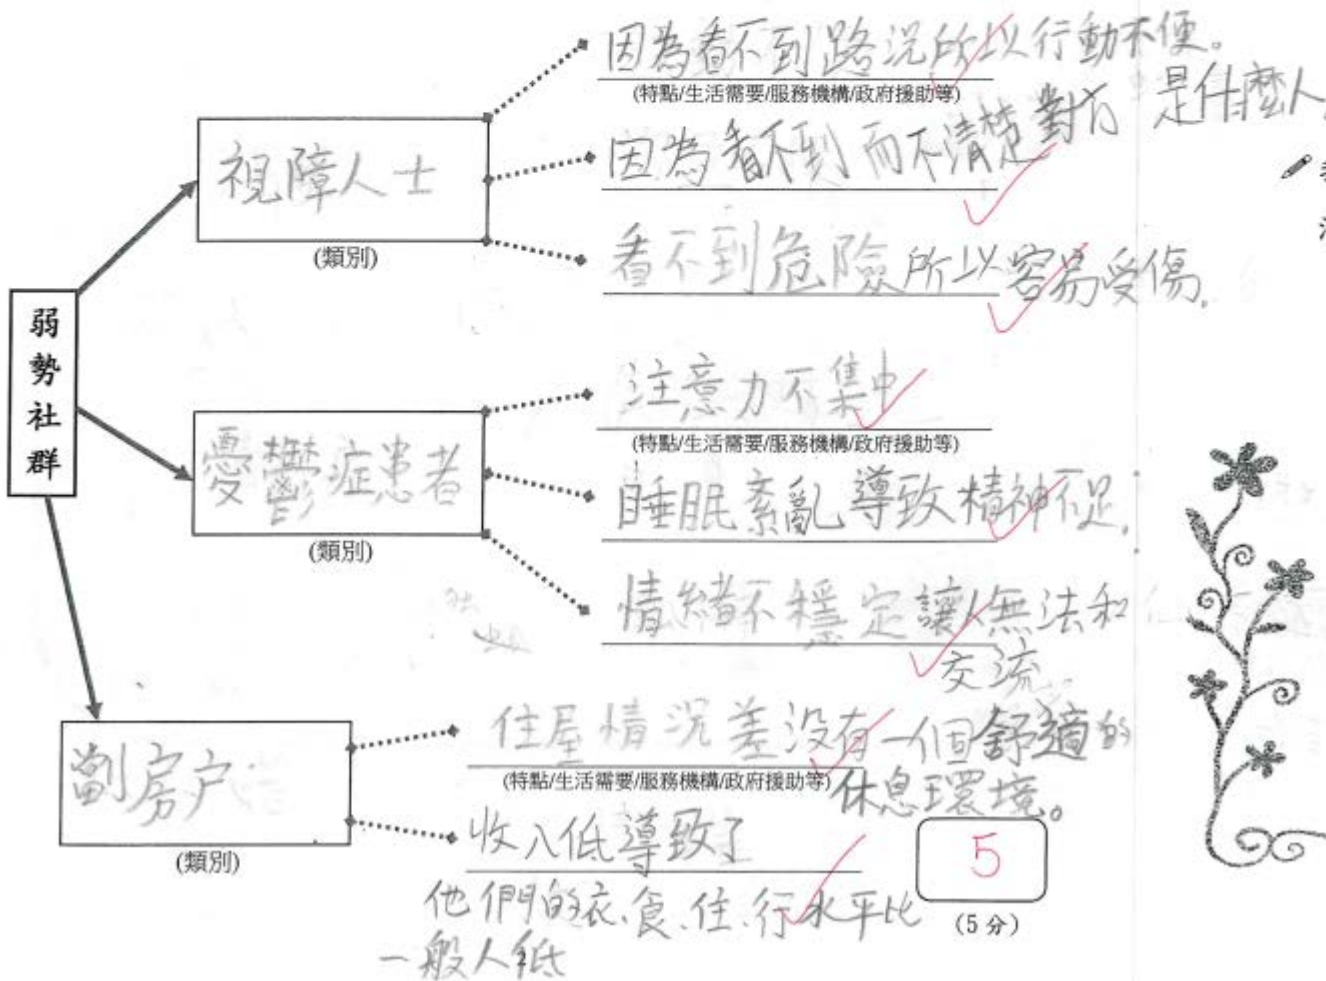 弱勢社群
視障人士
(類別)
因為看不到路況所以行動不便。
(特點/生活需要/服務機構/政府援助等)
因為看不到而不清楚對方是什麼人。
看不到危險所以容易受傷.
憂鬱症患者
(類別)
注意力不集中
(特點/生活需要/服務機構/政府援助等)
睡眠紊亂導致精神不足.
情緒不穩定讓人無法和
交流
劏房户
(類別)
住屋情況差没有一個舒適的
(特點/生活需要/服務機構/政府援助等)
休息環境。
收入低導致了
他們的衣、食、住、行水平比
一般人低
5
(5分)